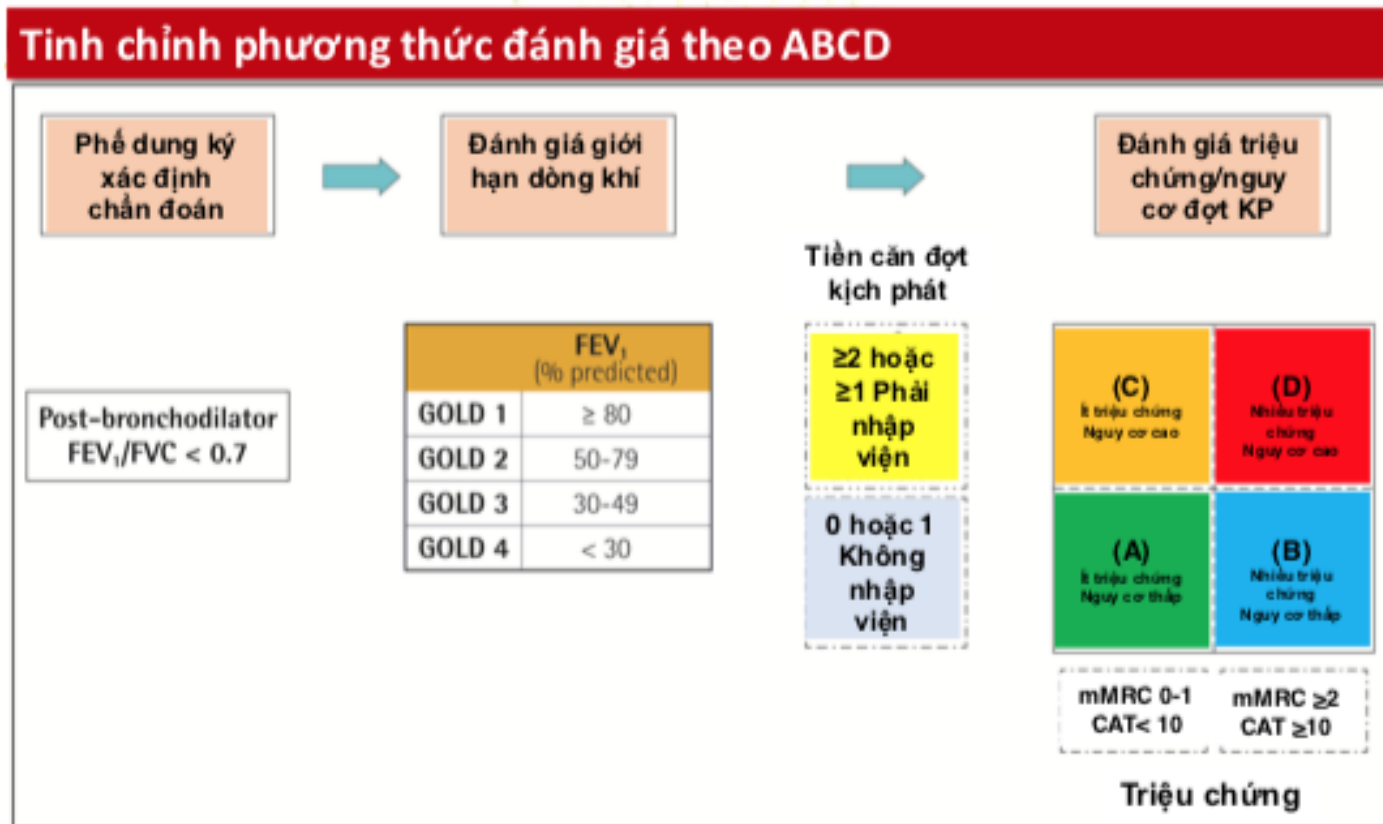 Tinh chỉnh phương thức đánh giá theo ABCD
Phế dung ký
xác định
chẩn đoán
Đánh giá giới
hạn dòng khí
Đánh giá triệu
chứng/nguy
cơ đợt KP
Tiền căn đợt
kịch phát
FEV₁
(% predicted)
GOLD 1 ≥ 80
GOLD 2 50-79
GOLD 3 30-49
GOLD 4 < 30
Post-bronchodilator
FEV₁/FVC < 0.7
≥2 hoặc
≥1 Phải
nhập
viện
0 hoặc 1
Không
nhập
viện
(C)
Ít triệu chứng
Nguy cơ cao
(D)
Nhiều triệu
chứng
Nguy cơ cao
(A)
Ít triệu chứng
Nguy cơ thấp
(B)
Nhiều triệu
chứng
Nguy cơ thấp
mMRC 0-1
CAT< 10
mMRC ≥2
CAT ≥10
Triệu chứng